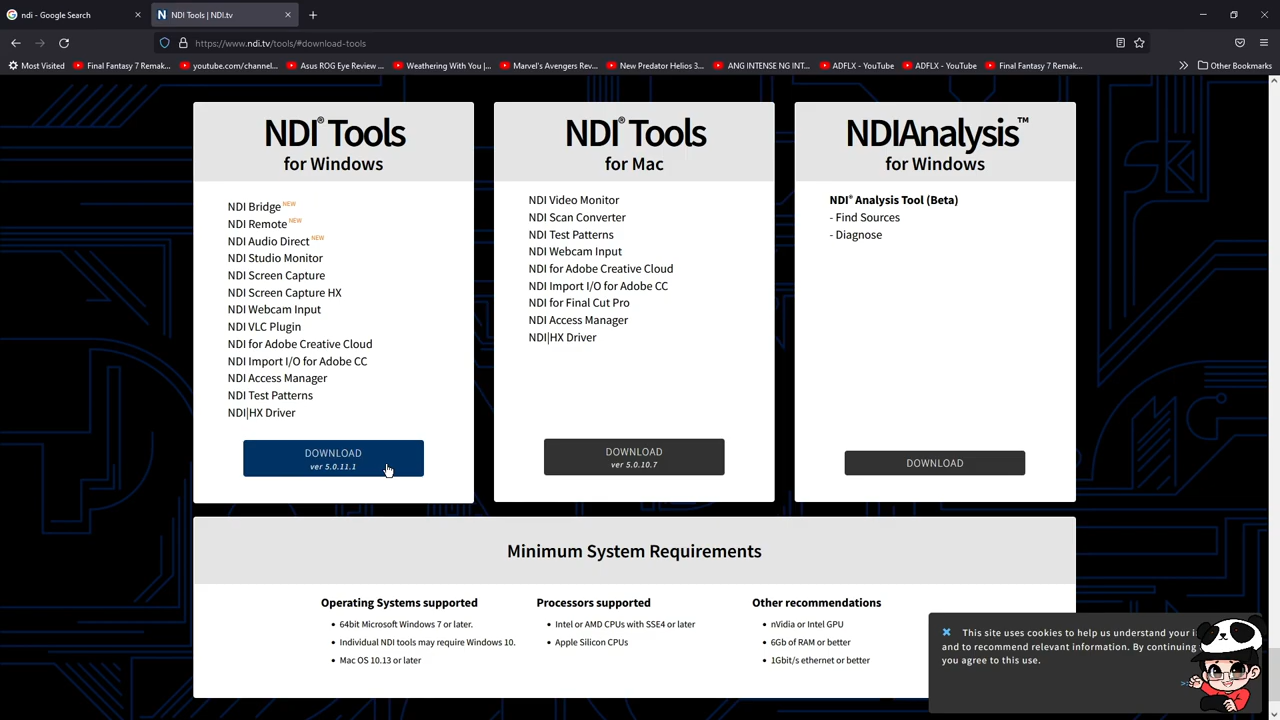 ndi - Google Search
NDI Tools | NDI.tv
https://www.ndi.tv/tools/#download-tools
Most Visited
Final Fantasy 7 Remak...
youtube.com/channel...
Asus ROG Eye Review ...
Weathering With You |...
Marvel's Avengers Rev...
New Predator Helios 3...
ANG INTENSE NG INT...
ADFLX - YouTube
ADFLX - YouTube
Final Fantasy 7 Remak...
Other Bookmarks
NDI® Tools
for Windows
NDI Bridge NEW
NDI Remote NEW
NDI Audio Direct NEW
NDI Studio Monitor
NDI Screen Capture
NDI Screen Capture HX
NDI Webcam Input
NDI VLC Plugin
NDI for Adobe Creative Cloud
NDI Import I/O for Adobe CC
NDI Access Manager
NDI Test Patterns
NDI|HX Driver
DOWNLOAD
ver 5.0.11.1
NDI® Tools
for Mac
NDI Video Monitor
NDI Scan Converter
NDI Test Patterns
NDI Webcam Input
NDI for Adobe Creative Cloud
NDI Import I/O for Adobe CC
NDI for Final Cut Pro
NDI Access Manager
NDI|HX Driver
DOWNLOAD
ver 5.0.10.7
NDIAnalysis™
for Windows
NDI® Analysis Tool (Beta)
- Find Sources
- Diagnose
DOWNLOAD
Minimum System Requirements
Operating Systems supported
• 64bit Microsoft Windows 7 or later.
• Individual NDI tools may require Windows 10.
• Mac OS 10.13 or later
Processors supported
• Intel or AMD CPUs with SSE4 or later
• Apple Silicon CPUs
Other recommendations
• nVidia or Intel GPU
• 6Gb of RAM or better
• 1Gbit/s ethernet or better
This site uses cookies to help us understand your
and to recommend relevant information. By continuing
you agree to this use.